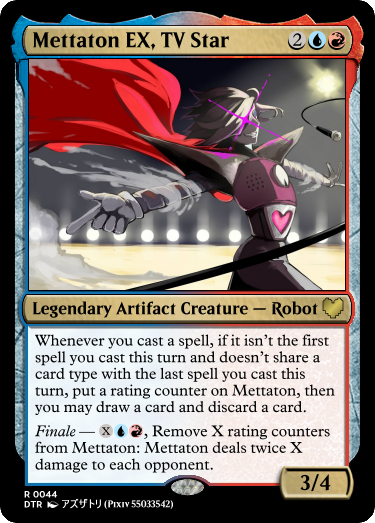 Mettaton EX, TV Star 2
Legendary Artifact Creature — Robot
Whenever you cast a spell, if it isn't the first
spell you cast this turn and doesn't share a
card type with the last spell you cast this
turn, put a rating counter on Mettaton, then
you may draw a card and discard a card.
Finale — X, Remove X rating counters
from Mettaton: Mettaton deals twice X
damage to each opponent.
3/4
R 0044
DTR アズザトリ (Pixiv 55033542)